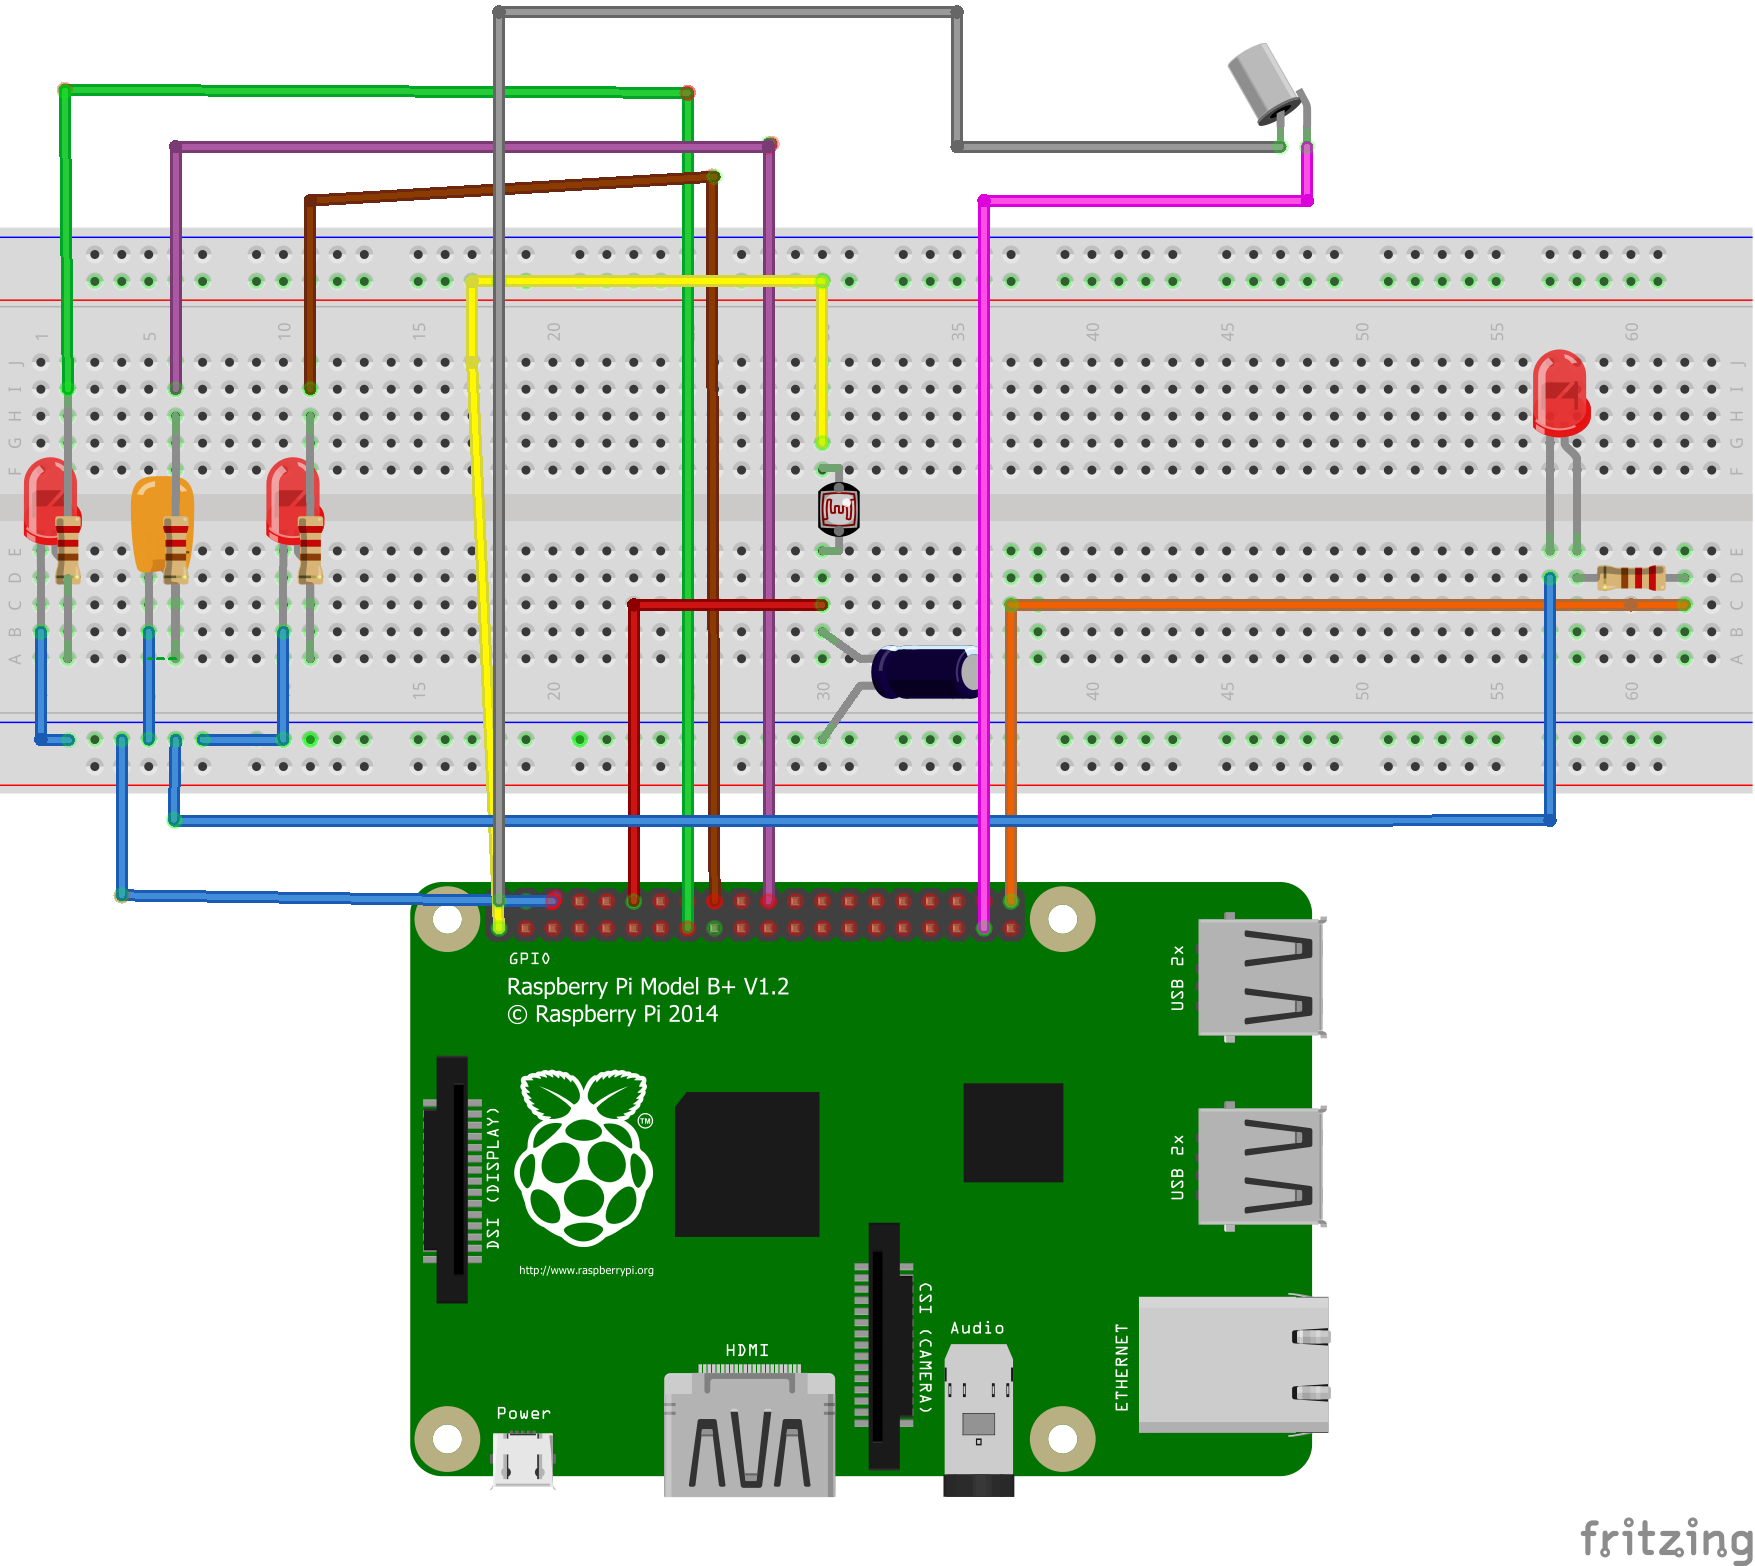 1 5 10 15 20 35 40 45 50 55 60
J
I
H
G
F
E
D
C
B
A
J
I
H
G
F
E
D
C
B
A
15 20 30 40 45 50 55 60
GPIO
Raspberry Pi Model B+ V1.2
© Raspberry Pi 2014
USB 2x
DSI (DISPLAY)
TM
USB 2x
http://www.raspberrypi.org
CSI (CAMERA)
Audio
ETHERNET
HDMI
Power
fritzing